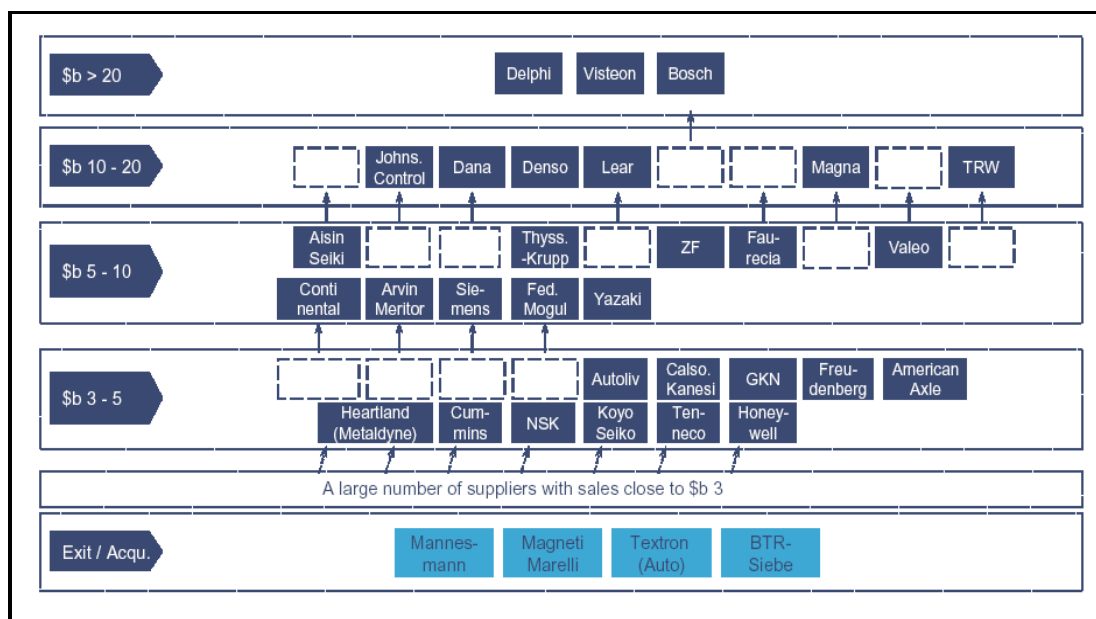 $b > 20
Delphi
Visteon
Bosch
$b 10 - 20
Johns.
Control
Dana
Denso
Lear
Magna
TRW
$b 5 - 10
Aisin
Seiki
Thyss.
-Krupp
ZF
Fau-
recia
Valeo
Conti
nental
Arvin
Meritor
Sie-
mens
Fed.
Mogul
Yazaki
$b 3 - 5
Autoliv
Calso.
Kanesi
GKN
Freu-
denberg
American
Axle
Heartland
(Metaldyne)
Cum-
mins
NSK
Koyo
Seiko
Ten-
neco
Honey-
well
A large number of suppliers with sales close to $b 3
Exit / Acqu.
Mannes-
mann
Magneti
Marelli
Textron
(Auto)
BTR-
Siebe